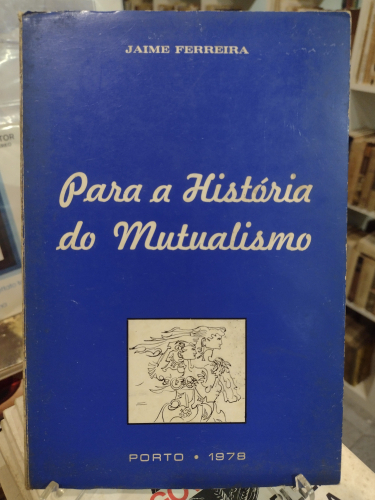 JAIME FERREIRA
Para a História
do Mutualismo
PORTO • 1978